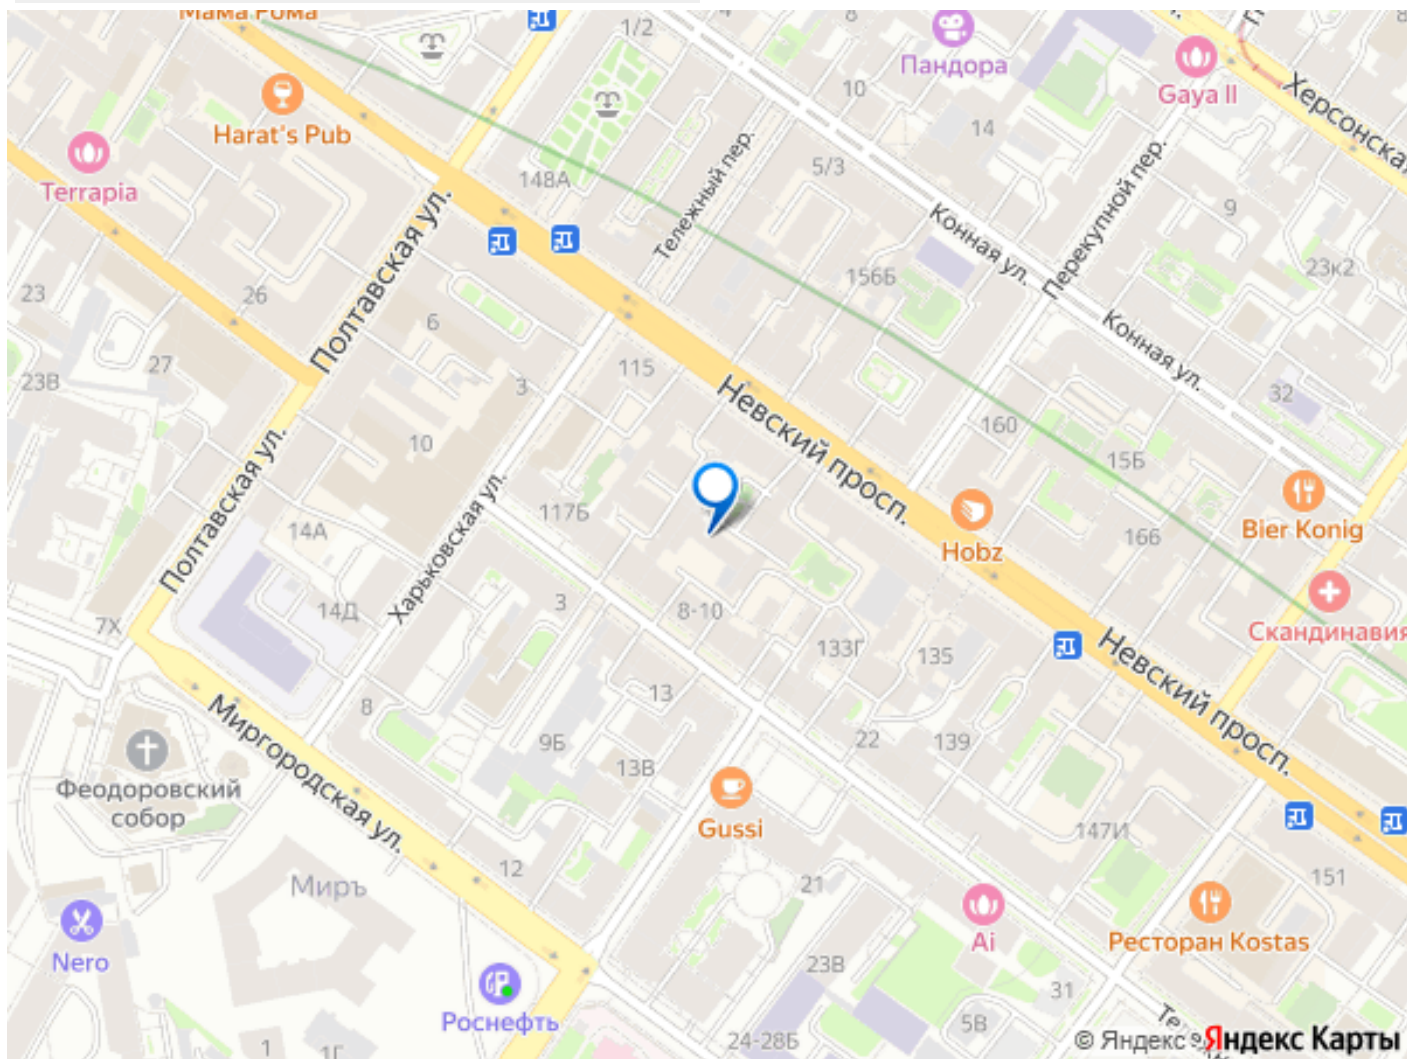 Мама Рома
1/2
8
Пандора
Gaya II
10
Херсонская
Harat's Pub
14
Terrapia
148А
5/3
Тележный пер.
Перекупной пер.
9
Конная ул.
Полтавская ул.
23к2
156Б
23
26
6
27
115
3
Конная ул.
23В
Невский просп.
32
10
160
15Б
Полтавская ул.
Харьковская ул.
117Б
Hobz
Bier Konig
14А
166
14Д
3
8-10
7Х
Скандинавия
133Г
135
Невский просп.
8
13
Миргородская ул.
9Б
22
139
13В
Феодоровский
собор
Gussi
147И
12
Миръ
21
151
Nero
Ai
Ресторан Kostas
23В
31
Роснефть
5В
24-28Б
1
1Г
© Яндекс Яндекс Карты